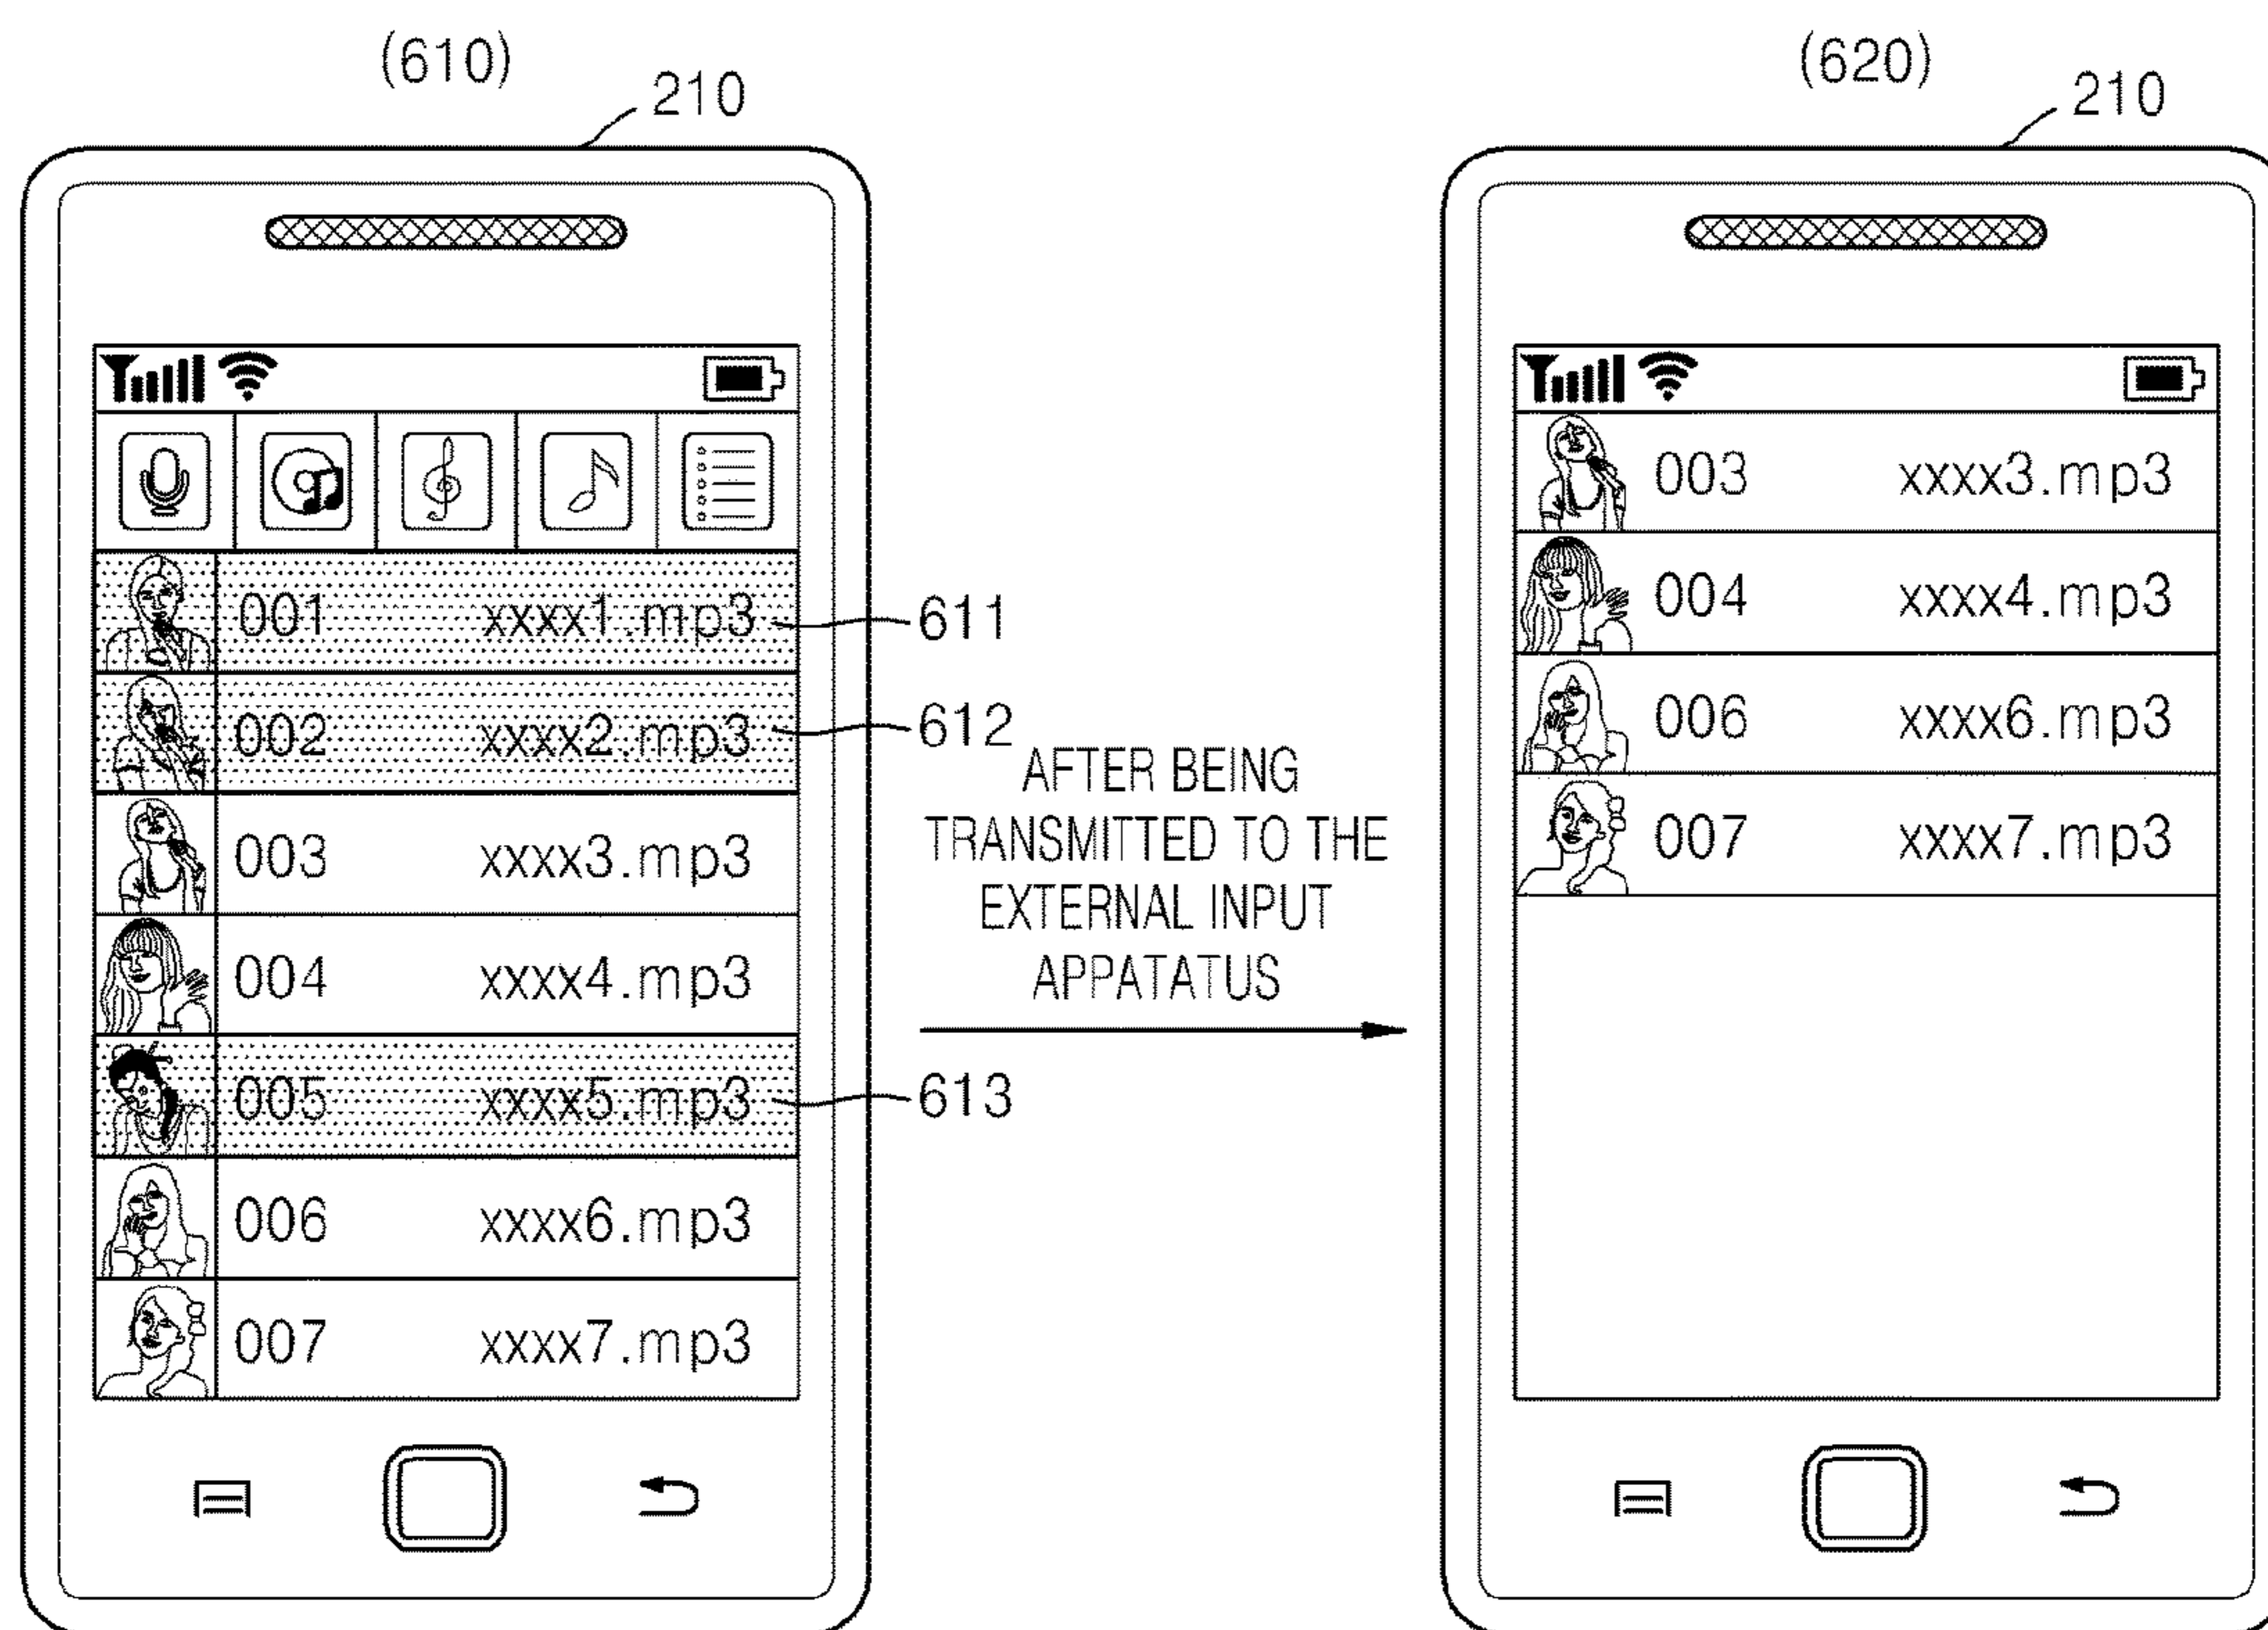 (610)
210
001 xxxx1.mp3
611
002 xxxx2.mp3
612
003 xxxx3.mp3
004 xxxx4.mp3
005 xxxx5.mp3
613
006 xxxx6.mp3
007 xxxx7.mp3
AFTER BEING
TRANSMITTED TO THE
EXTERNAL INPUT
APPATATUS
(620)
210
003 xxxx3.mp3
004 xxxx4.mp3
006 xxxx6.mp3
007 xxxx7.mp3